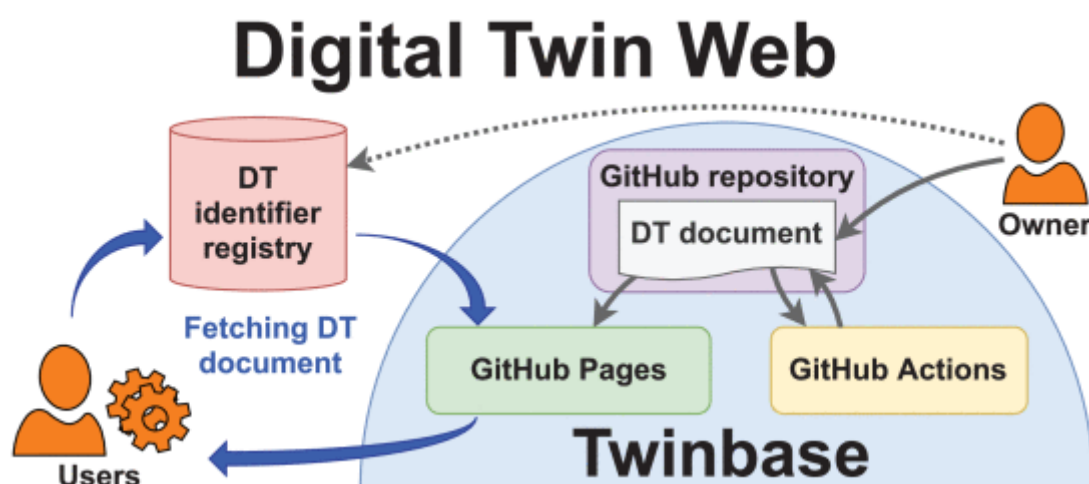 Digital Twin Web
DT
identifier
registry
GitHub repository
DT document
Owner
Fetching DT
document
GitHub Pages
GitHub Actions
Users
Twinbase